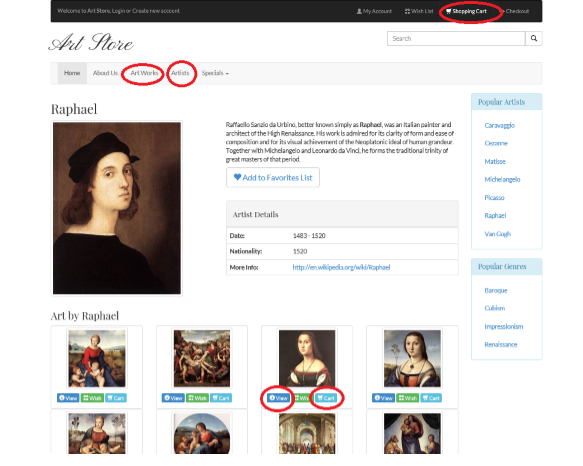 Welcome to Art Store, Login or Create new account
My Account Wish List Shopping Cart Checkout
Art Store
Search
Home About Us Art Works Artists Specials
Raphael
Raffaello Sanzio da Urbino, better known simply as Raphael, was an Italian painter and
architect of the High Renaissance. His work is admired for its clarity of form and ease of
composition and for its visual achievement of the Neoplatonic ideal of human grandeur.
Together with Michelangelo and Leonardo da Vinci, he forms the traditional trinity of
great masters of that period.
Add to Favorites List
Artist Details
Date: 1483 - 1520
Nationality: 1520
More Info: http://en.wikipedia.org/wiki/Raphael
Popular Artists
Caravaggio
Cezanne
Matisse
Michelangelo
Picasso
Raphael
Van Gogh
Popular Genres
Baroque
Cubism
Impressionism
Renaissance
Art by Raphael
View Wish Cart View Wish Cart View Wish Cart View Wish Cart